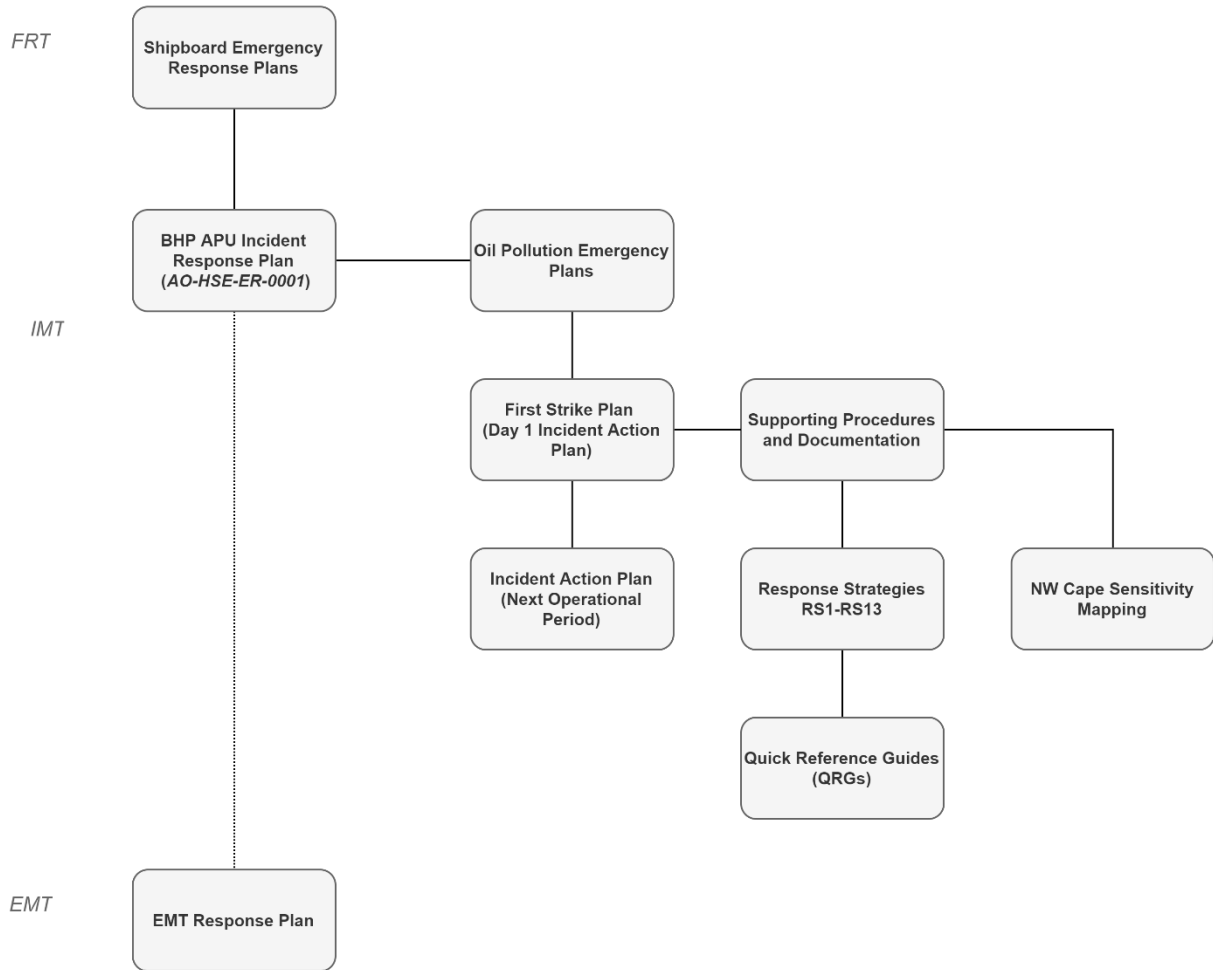 FRT
Shipboard Emergency
Response Plans
BHP APU Incident
Response Plan
(AO-HSE-ER-0001)
Oil Pollution Emergency
Plans
IMT
First Strike Plan
(Day 1 Incident Action
Plan)
Supporting Procedures
and Documentation
Incident Action Plan
(Next Operational
Period)
Response Strategies
RS1-RS13
NW Cape Sensitivity
Mapping
Quick Reference Guides
(QRGs)
EMT
EMT Response Plan